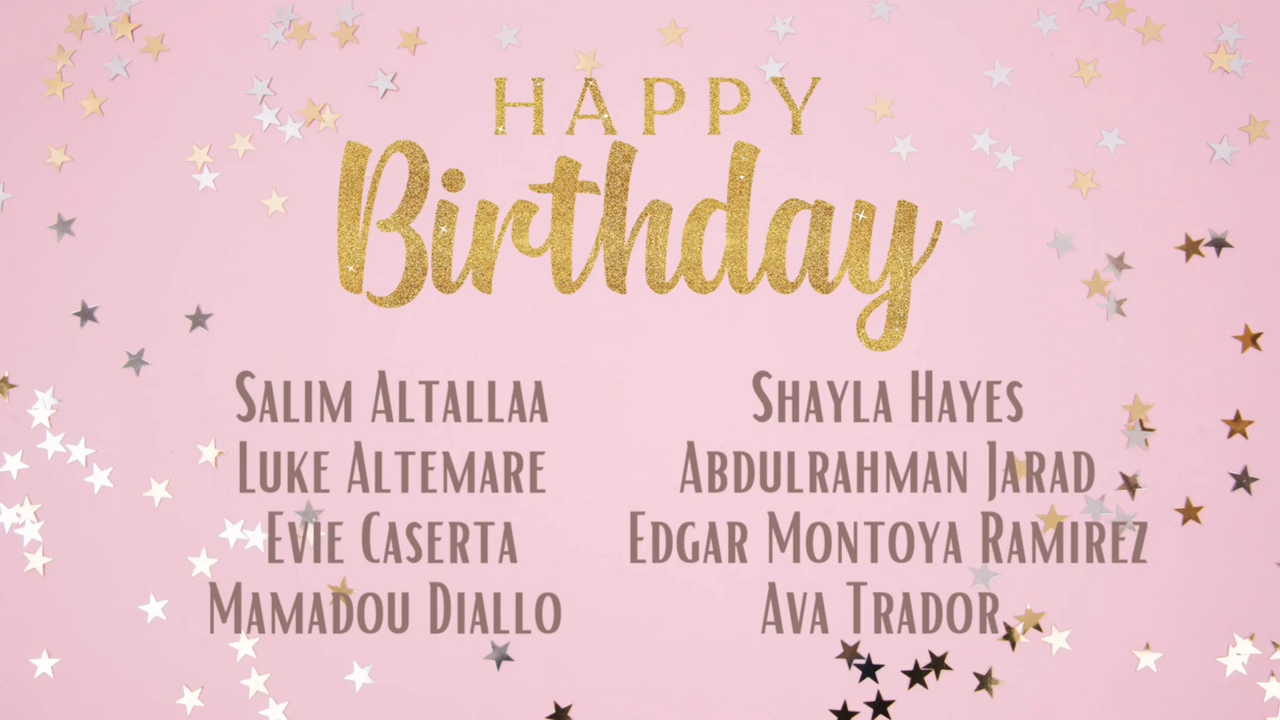 HAPPY
Birthday
Salim Altallaa
Luke Altemare
Evie Caserta
Mamadou Diallo
Shayla Hayes
Abdulrahman Jarad
Edgar Montoya Ramirez
Ava Trador